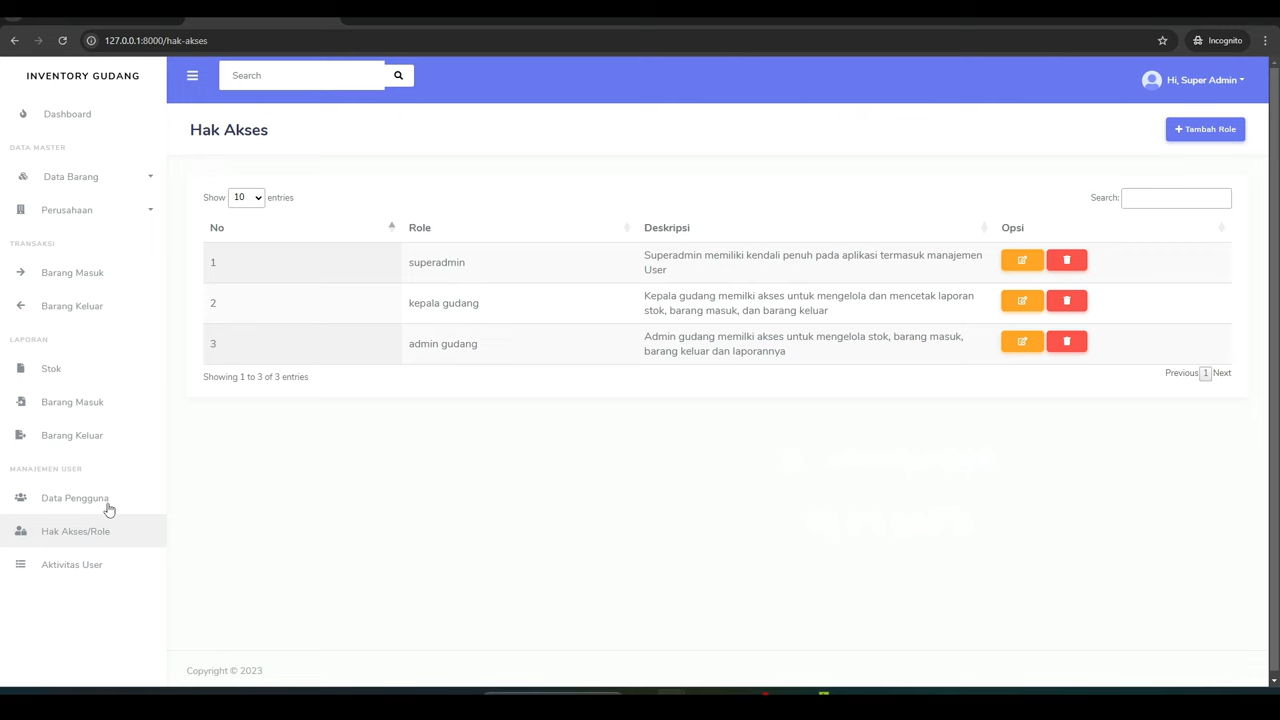 127.0.0.1:8000/hak-akses
Incognito
INVENTORY GUDANG
Search
Hi, Super Admin
Dashboard
Hak Akses
Tambah Role
DATA MASTER
Data Barang
Perusahaan
TRANSAKSI
Barang Masuk
Barang Keluar
LAPORAN
Stok
Barang Masuk
Barang Keluar
MANAJEMEN USER
Data Pengguna
Hak Akses/Role
Aktivitas User
Show 10 entries
Search:
No Role Deskripsi Opsi
1 superadmin Superadmin memiliki kendali penuh pada aplikasi termasuk manajemen
User
2 kepala gudang Kepala gudang memilki akses untuk mengelola dan mencetak laporan
stok, barang masuk, dan barang keluar
3 admin gudang Admin gudang memilki akses untuk mengelola stok, barang masuk,
barang keluar dan laporannya
Showing 1 to 3 of 3 entries
Previous 1 Next
Copyright © 2023